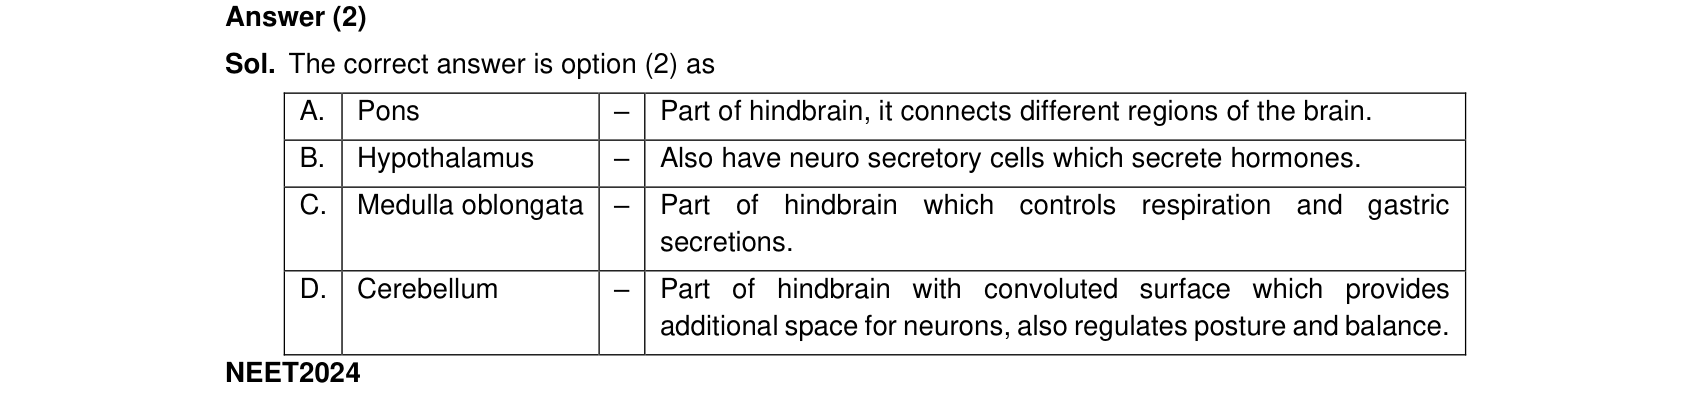 Answer (2)
Sol. The correct answer is option (2) as
A. Pons – Part of hindbrain, it connects different regions of the brain.
B. Hypothalamus – Also have neuro secretory cells which secrete hormones.
C. Medulla oblongata – Part of hindbrain which controls respiration and gastric
secretions.
D. Cerebellum – Part of hindbrain with convoluted surface which provides
additional space for neurons, also regulates posture and balance.
NEET2024